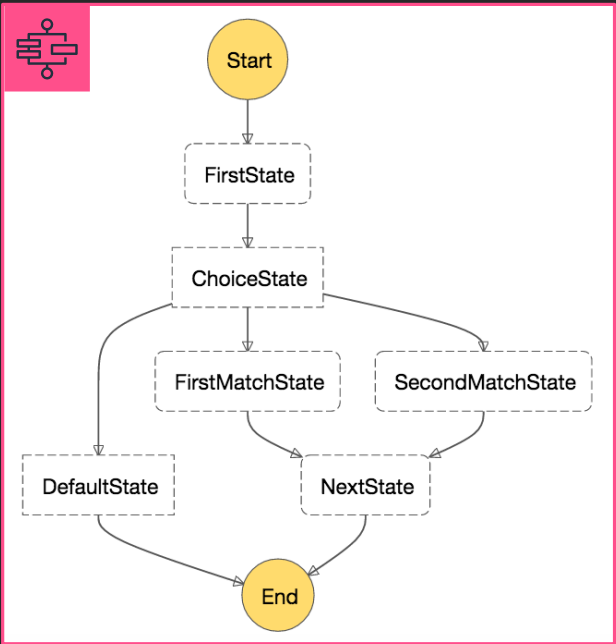 Start
FirstState
ChoiceState
FirstMatchState
SecondMatchState
DefaultState
NextState
End